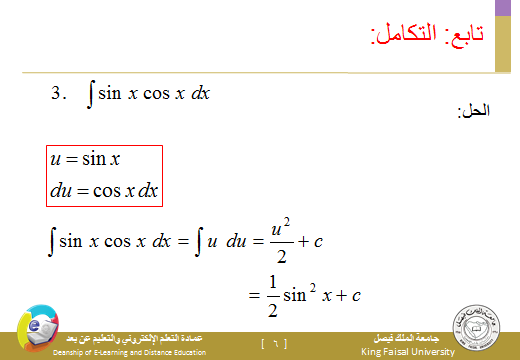 تابع: التكامل:
3. ∫ sin x cos x dx
الحل:
u = sin x
du = cos x dx
∫ sin x cos x dx = ∫ u du = u²/2 + c
= 1/2 sin² x + c
عمادة التعلم الإلكتروني والتعليم عن بعد
Deanship of E-Learning and Distance Education
[ ٦ ]
جامعة الملك فيصل
King Faisal University